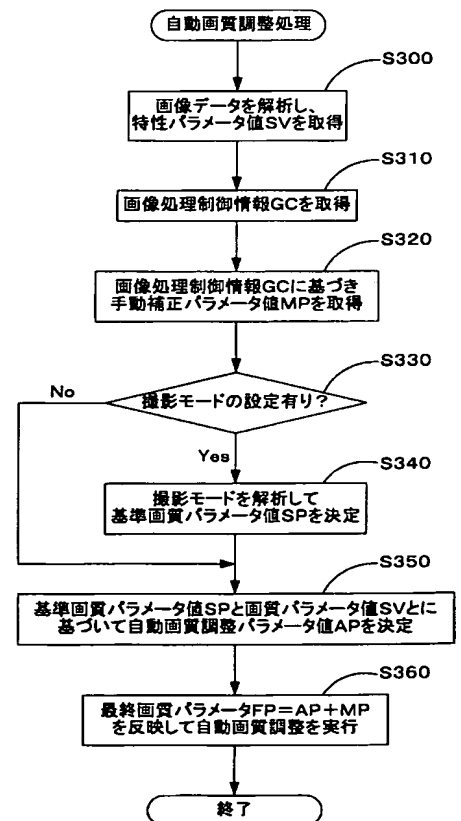 自動画質調整処理
S300
画像データを解析し、
特性パラメータ値SVを取得
S310
画像処理制御情報GCを取得
S320
画像処理制御情報GCに基づき
手動補正パラメータ値MPを取得
S330
No
撮影モードの設定有り？
Yes
S340
撮影モードを解析して
基準画質パラメータ値SPを決定
S350
基準画質パラメータ値SPと画質パラメータ値SVとに
基づいて自動画質調整パラメータ値APを決定
S360
最終画質パラメータFP＝AP＋MP
を反映して自動画質調整を実行
終了